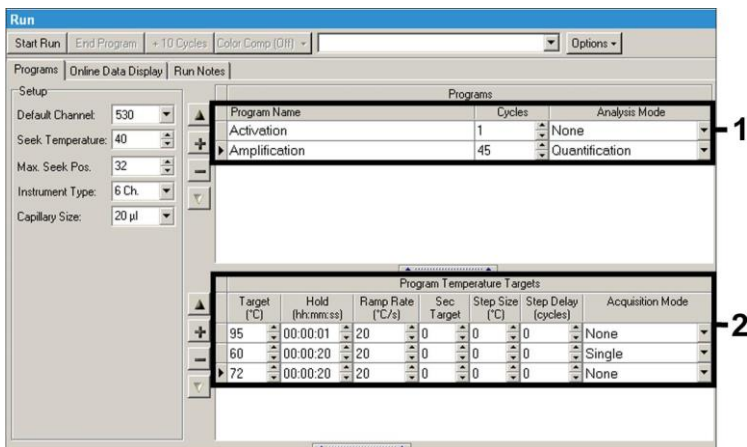 Run
Start Run End Program + 10 Cycles Color Comp (Off) Options
Programs Online Data Display Run Notes
Setup
Default Channel: 530
Seek Temperature: 40
Max. Seek Pos. 32
Instrument Type: 6 Ch.
Capillary Size: 20 µl
Programs
Program Name Cycles Analysis Mode
Activation 1 None
Amplification 45 Quantification
1
Program Temperature Targets
Target (°C) Hold (hh:mm:ss) Ramp Rate (°C/s) Sec Target Step Size (°C) Step Delay (cycles) Acquisition Mode
95 00:00:01 20 0 0 0 None
60 00:00:20 20 0 0 0 Single
72 00:00:20 20 0 0 0 None
2